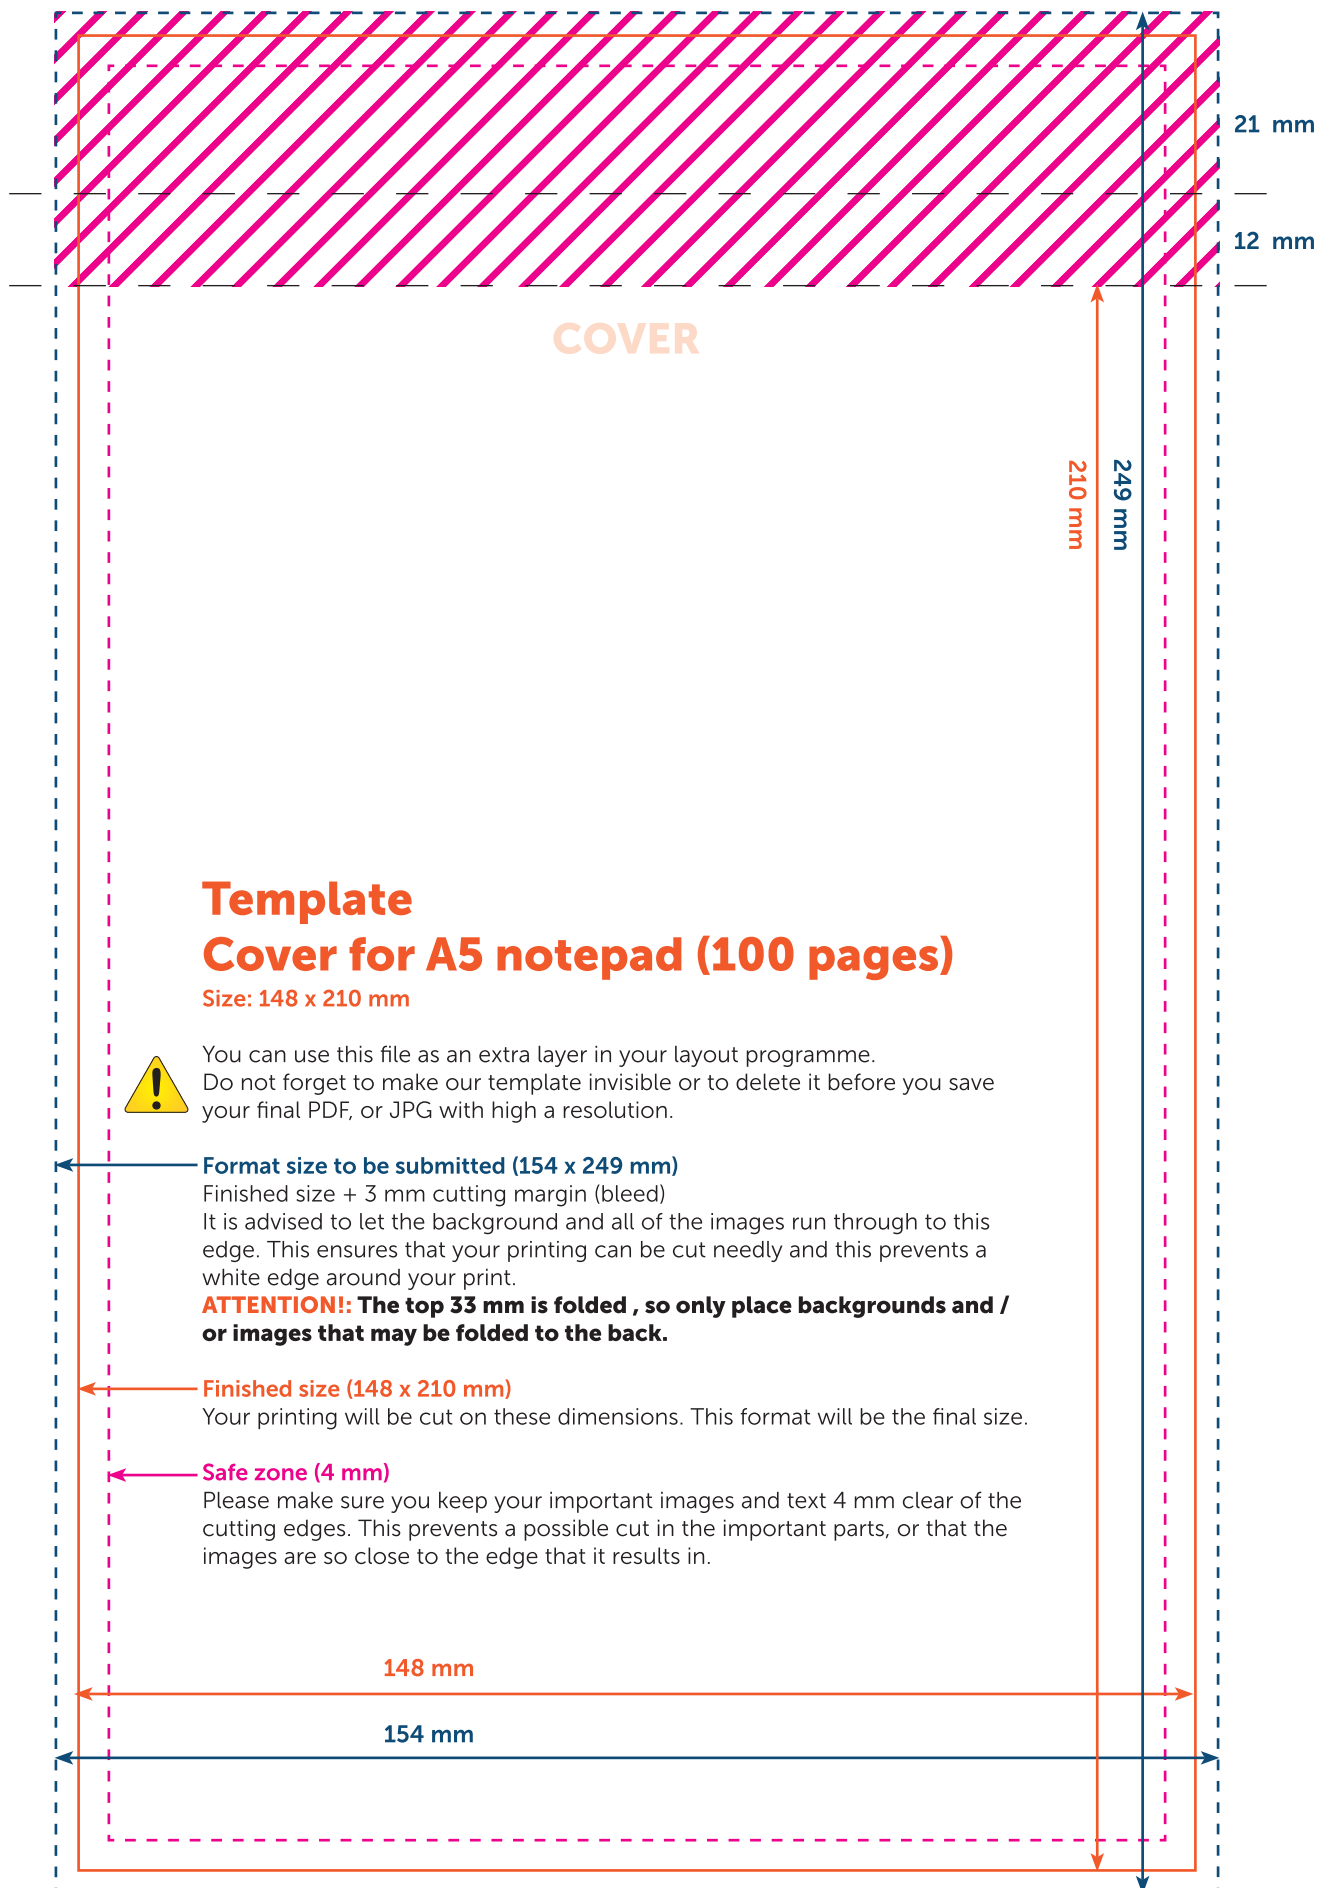 21 mm
12 mm
COVER
210 mm
249 mm
Template
Cover for A5 notepad (100 pages)
Size: 148 x 210 mm
You can use this file as an extra layer in your layout programme.
Do not forget to make our template invisible or to delete it before you save
your final PDF, or JPG with high a resolution.
Format size to be submitted (154 x 249 mm)
Finished size + 3 mm cutting margin (bleed)
It is advised to let the background and all of the images run through to this
edge. This ensures that your printing can be cut needly and this prevents a
white edge around your print.
ATTENTION!: The top 33 mm is folded , so only place backgrounds and /
or images that may be folded to the back.
Finished size (148 x 210 mm)
Your printing will be cut on these dimensions. This format will be the final size.
Safe zone (4 mm)
Please make sure you keep your important images and text 4 mm clear of the
cutting edges. This prevents a possible cut in the important parts, or that the
images are so close to the edge that it results in.
148 mm
154 mm